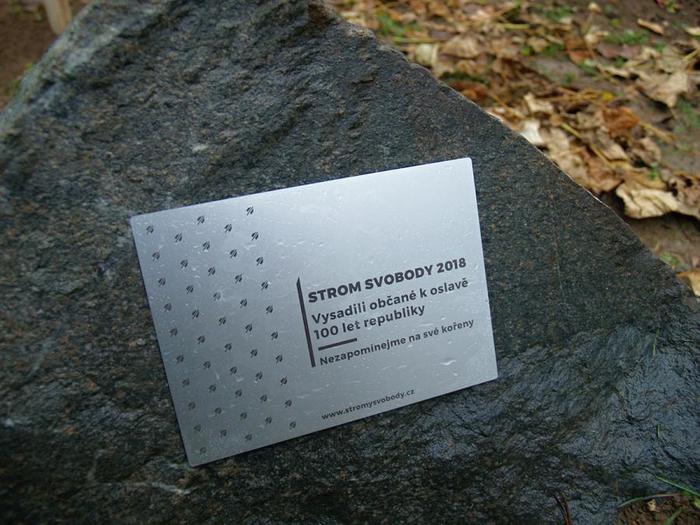 STROM SVOBODY 2018
Vysadili občané k oslavě
100 let republiky
Nezapomínejme na své kořeny
www.stromysvobody.cz